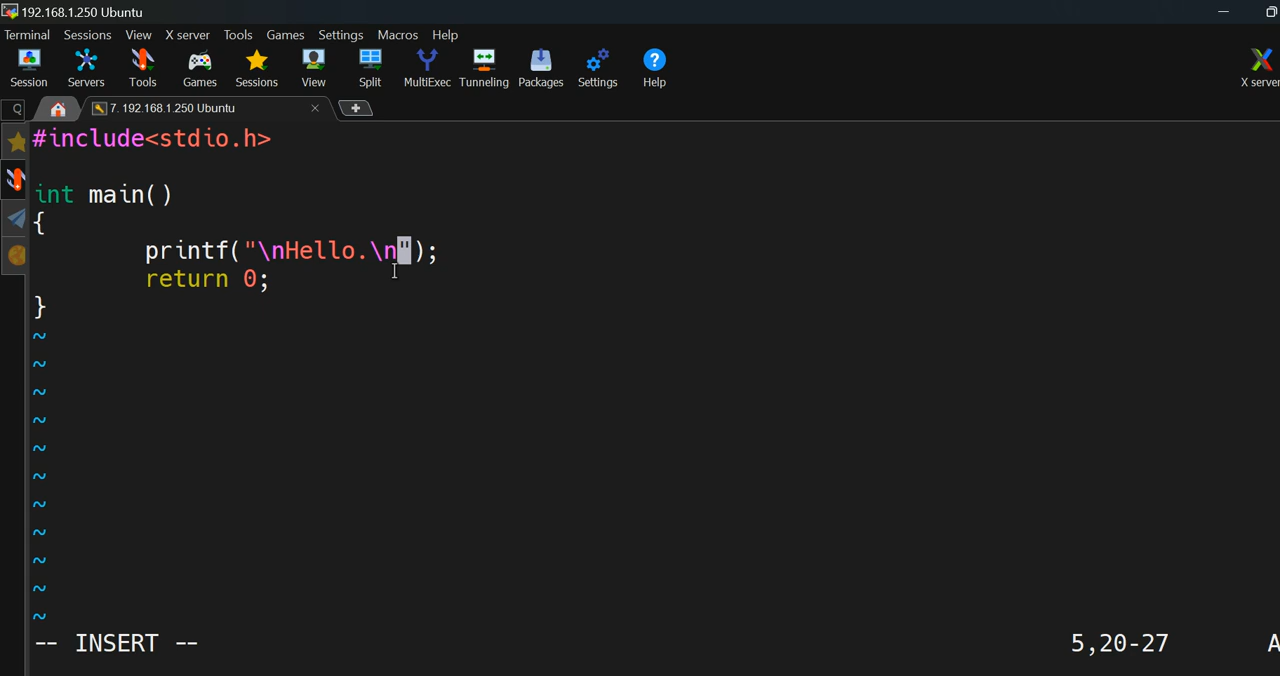 192.168.1.250 Ubuntu
Terminal Sessions View X server Tools Games Settings Macros Help
Session Servers Tools Games Sessions View Split MultiExec Tunneling Packages Settings Help X server
7. 192.168.1.250 Ubuntu
#include<stdio.h>
int main()
{
printf("\nHello.\n");
return 0;
}
~
~
~
~
~
~
~
~
~
~
~
-- INSERT -- 5,20-27 A